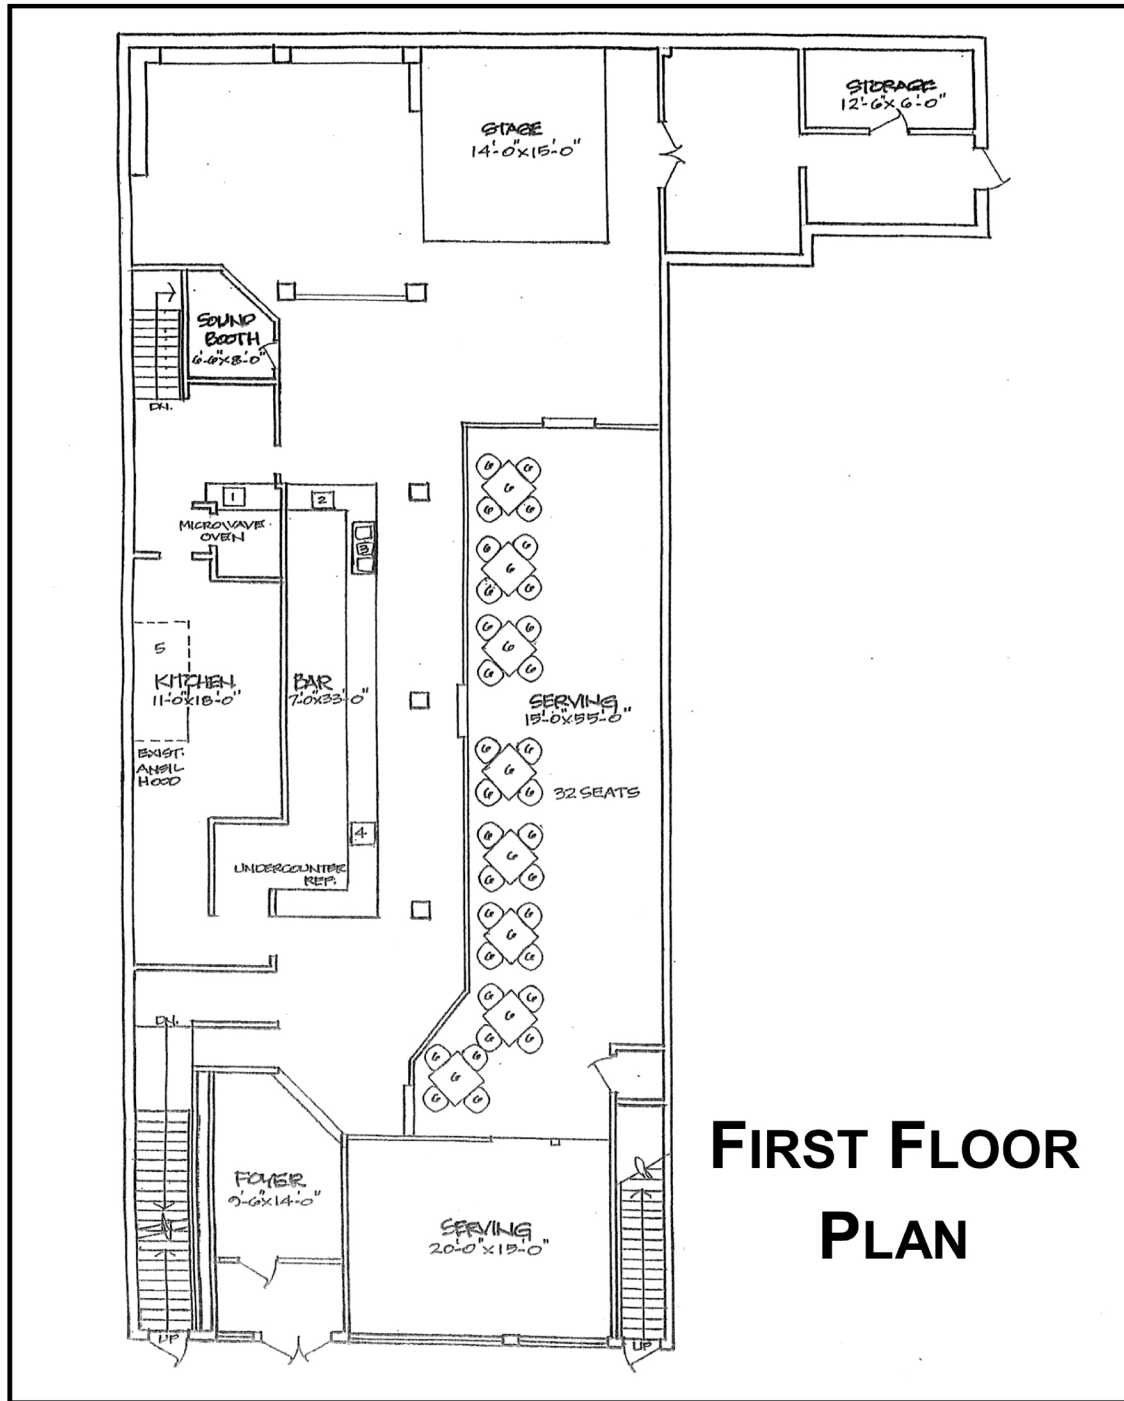 STORAGE
12'-6"x 6'-0"
STAGE
14'-0"x15'-0"
SOUND
BOOTH
6'-6"x8'-0"
DN.
1
2
3
MICROWAVE
OVEN
5
KITCHEN
11'-0"x18'-0"
BAR
7'-0"x33'-0"
SERVING
15'-0"x55'-0"
EXIST.
ANSIL
HOOD
32 SEATS
4
UNDERCOUNTER
REF.
DN.
FIRST FLOOR
PLAN
FOYER
9'-6"x14'-0"
SERVING
20'-0"x15'-0"
UP
UP